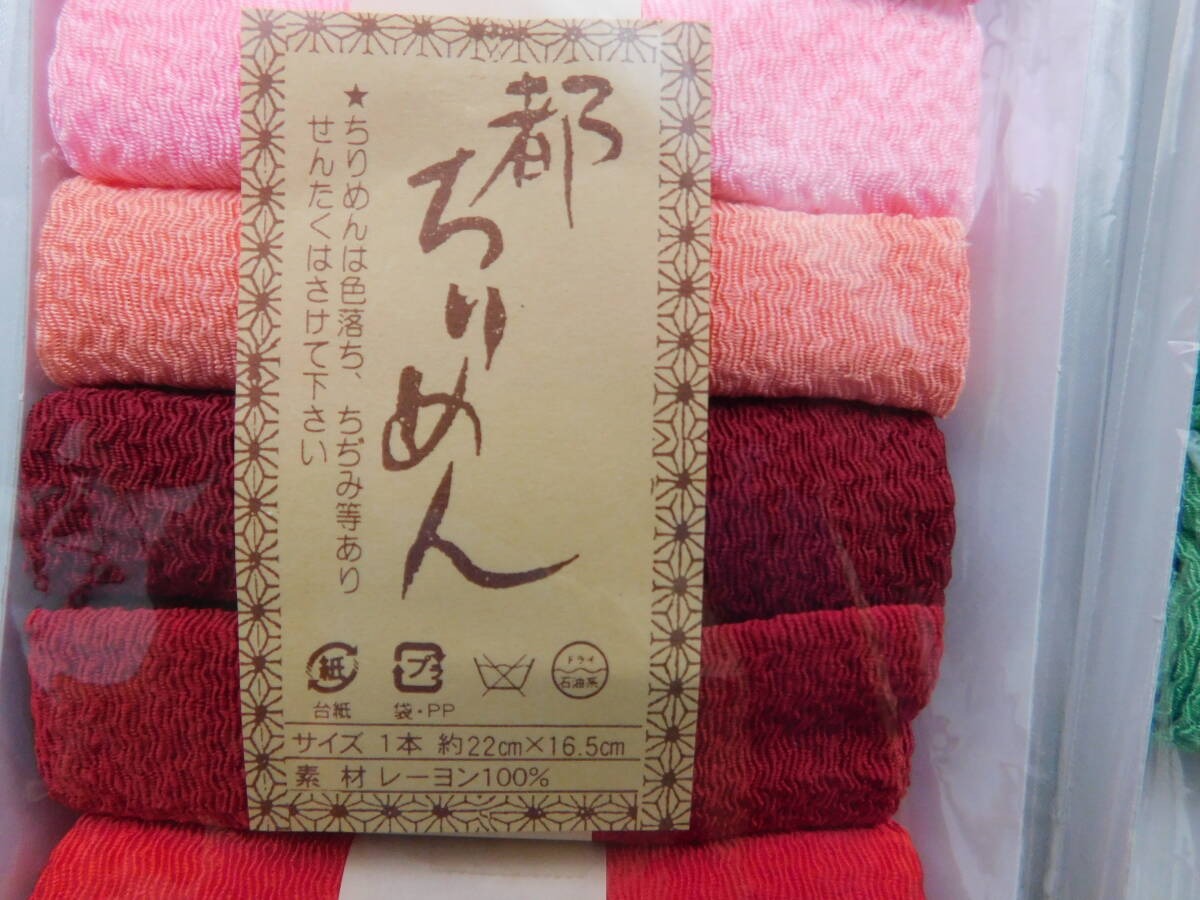 都
ちりめん
★ちりめんは色落ち、ちぢみ等あり
せんたくはさけて下さい
紙
プラ
ドライ
石油系
台紙
袋・PP
サイズ 1本 約22cm×16.5cm
素 材 レーヨン100%